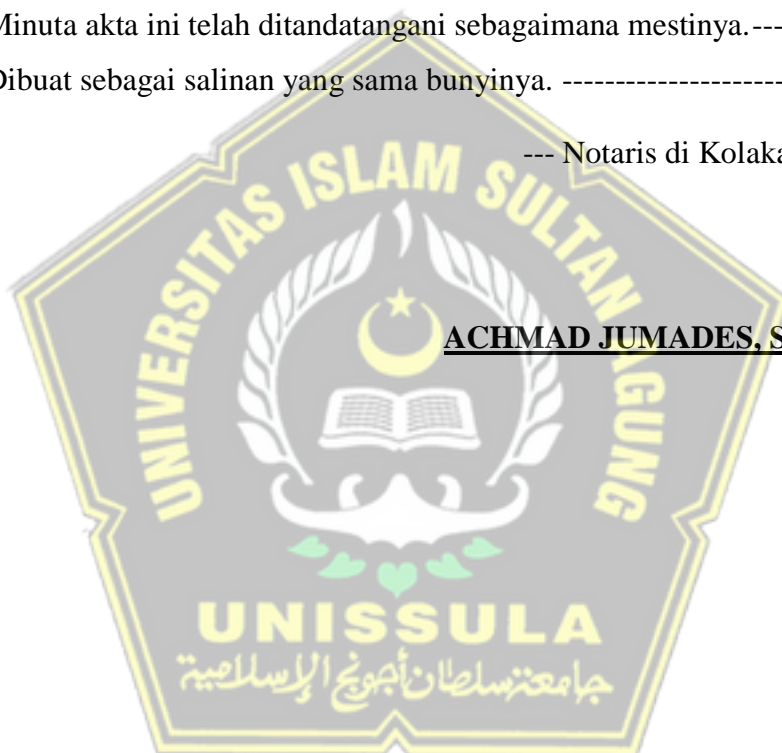 Minuta akta ini telah ditandatangani sebagaimana mestinya.---
Dibuat sebagai salinan yang sama bunyinya. ---------------------
--- Notaris di Kolaka
UNIVERSITAS ISLAM SULTAN AGUNG
ACHMAD JUMADES, S
UNISSULA
جامعة سلطان أجونج الإسلامية